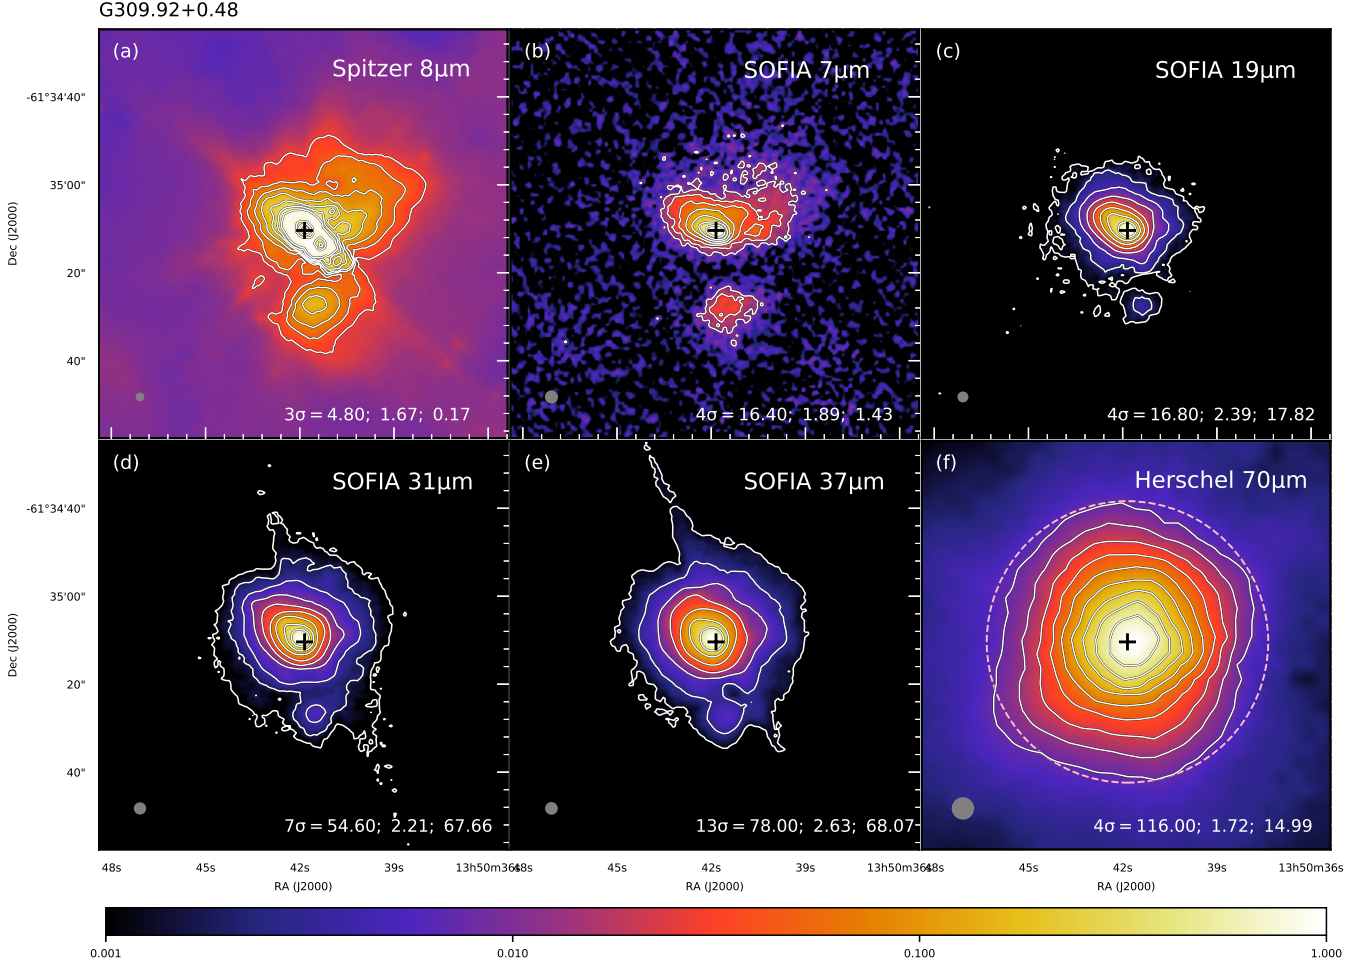 G309.92+0.48
(a)
Spitzer 8μm
3σ = 4.80; 1.67; 0.17
(b)
SOFIA 7μm
4σ = 16.40; 1.89; 1.43
(c)
SOFIA 19μm
4σ = 16.80; 2.39; 17.82
Dec (J2000)
-61°34'40"
35'00"
20"
40"
(d)
SOFIA 31μm
7σ = 54.60; 2.21; 67.66
(e)
SOFIA 37μm
13σ = 78.00; 2.63; 68.07
(f)
Herschel 70μm
4σ = 116.00; 1.72; 14.99
Dec (J2000)
-61°34'40"
35'00"
20"
40"
48s 45s 42s 39s 13h50m36s
48s 45s 42s 39s 13h50m36s
48s 45s 42s 39s 13h50m36s
RA (J2000) RA (J2000) RA (J2000)
0.001 0.010 0.100 1.000